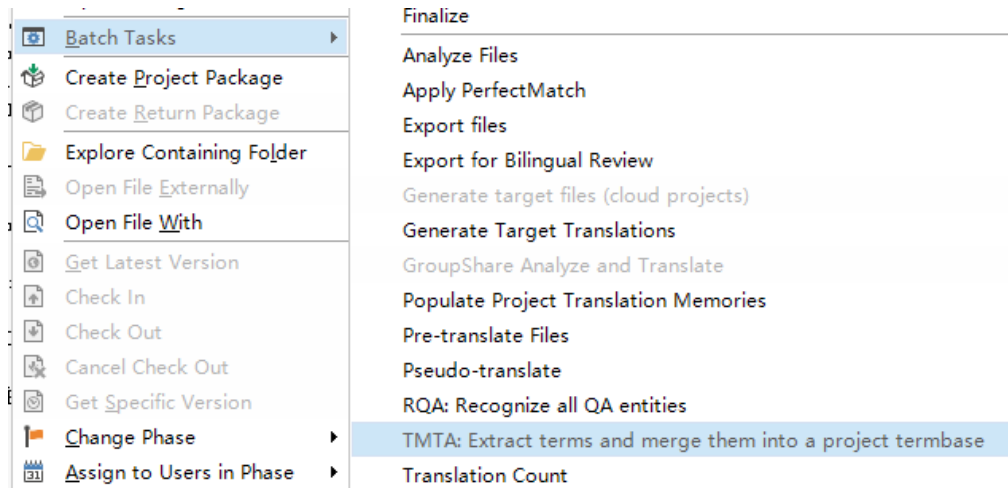 Batch Tasks
Create Project Package
Create Return Package
Explore Containing Folder
Open File Externally
Open File With
Get Latest Version
Check In
Check Out
Cancel Check Out
Get Specific Version
Change Phase
Assign to Users in Phase
31
Finalize
Analyze Files
Apply PerfectMatch
Export files
Export for Bilingual Review
Generate target files (cloud projects)
Generate Target Translations
GroupShare Analyze and Translate
Populate Project Translation Memories
Pre-translate Files
Pseudo-translate
RQA: Recognize all QA entities
TMTA: Extract terms and merge them into a project termbase
Translation Count